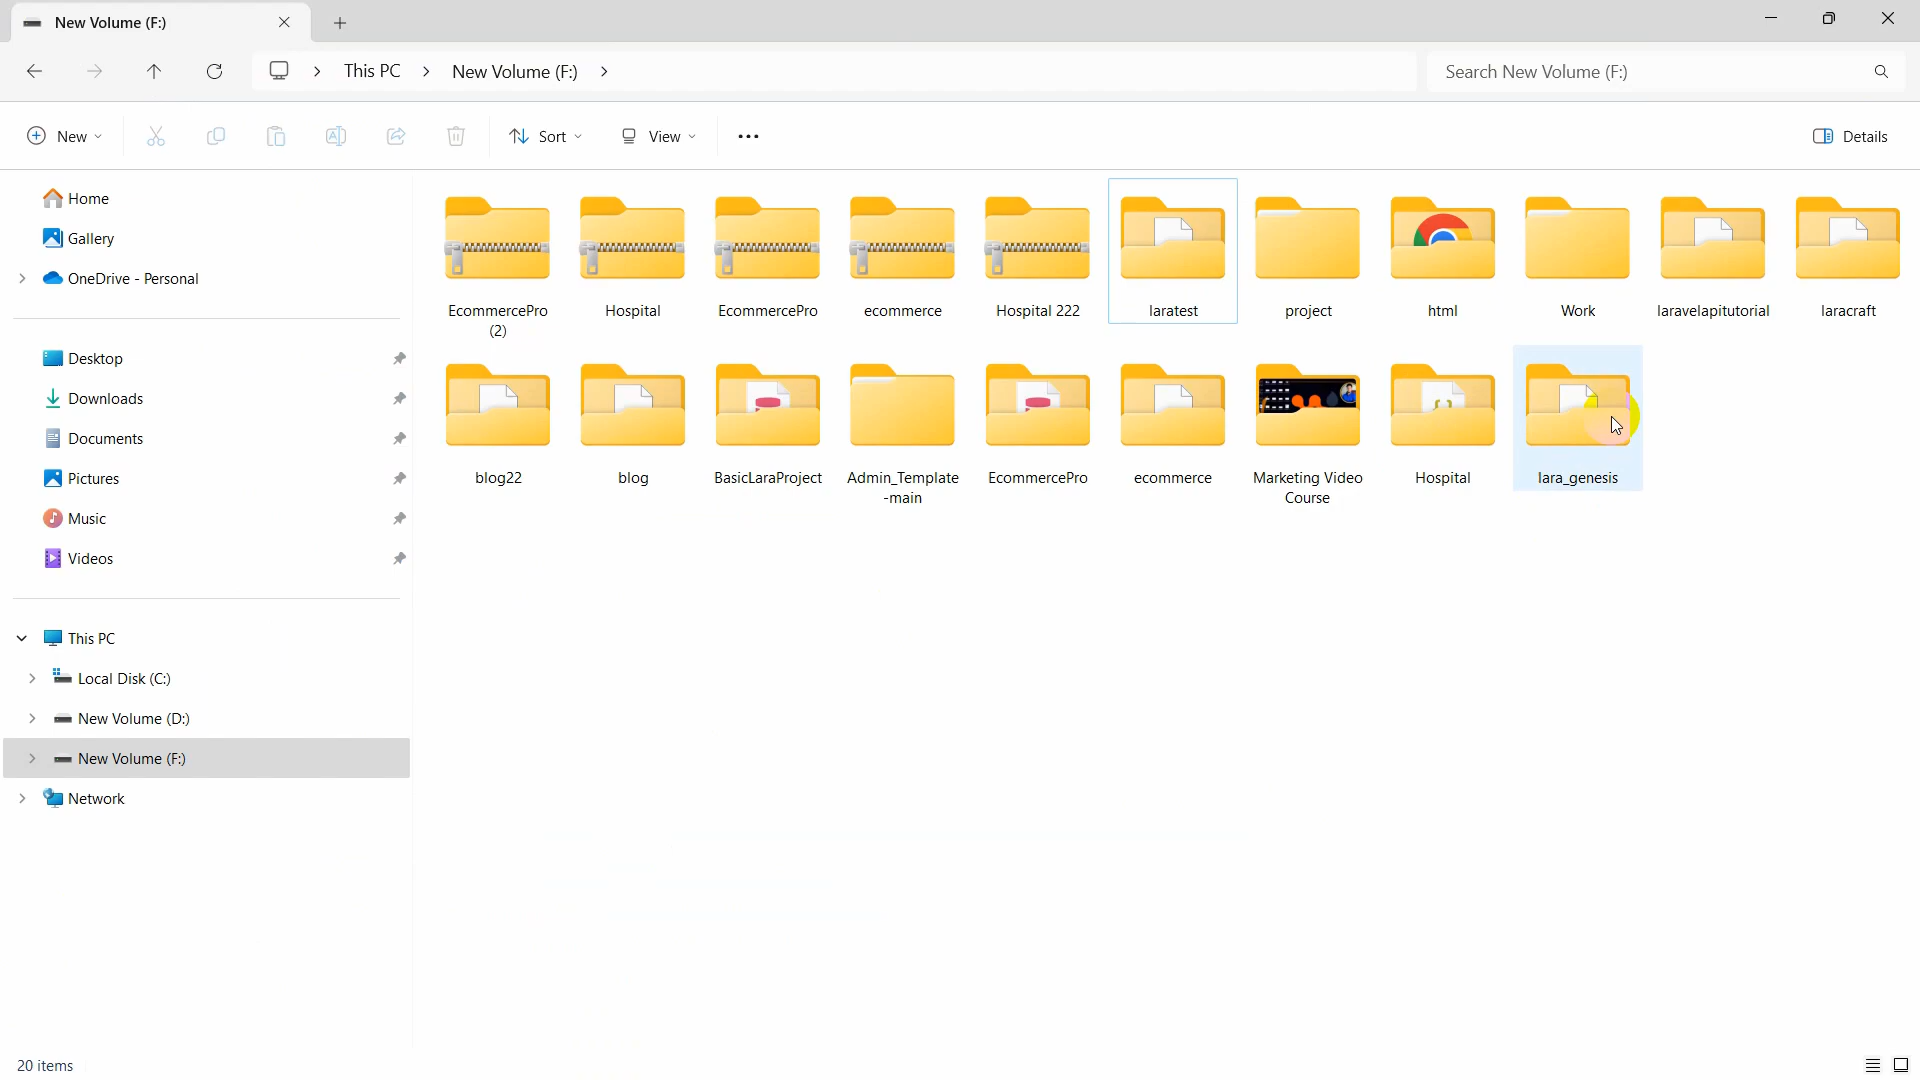 New Volume (F:)
This PC
New Volume (F:)
Search New Volume (F:)
New
Sort
View
Details
Home
Gallery
OneDrive - Personal
Desktop
Downloads
Documents
Pictures
Music
Videos
This PC
Local Disk (C:)
New Volume (D:)
New Volume (F:)
Network
EcommercePro
(2)
Hospital
EcommercePro
ecommerce
Hospital 222
laratest
project
html
Work
laravelapitutorial
laracraft
blog22
blog
BasicLaraProject
Admin_Template
-main
EcommercePro
ecommerce
Marketing Video
Course
Hospital
lara_genesis
20 items